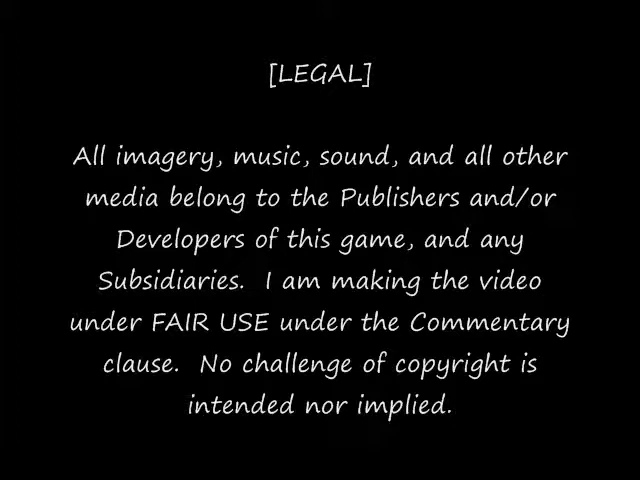 [LEGAL]
All imagery, music, sound, and all other
media belong to the Publishers and/or
Developers of this game, and any
Subsidiaries.  I am making the video
under FAIR USE under the Commentary
clause.  No challenge of copyright is
intended nor implied.